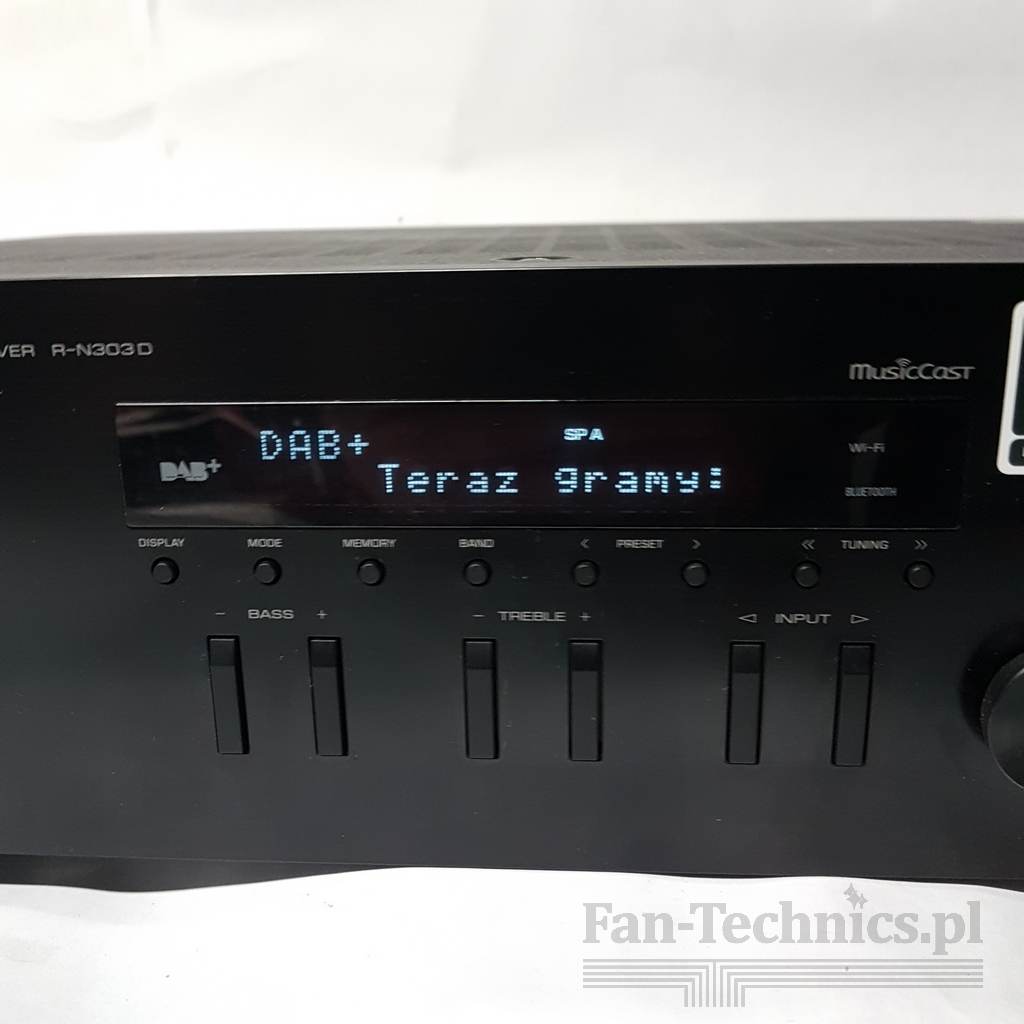 VER R-N303D
MusicCast
DAB+ SP A
DAB+ Teraz gramy:
Wi-Fi
BLUETOOTH
DISPLAY MODE MEMORY BAND < PRESET > << TUNING >>
- BASS + - TREBLE + ◁ INPUT ▷
Fan-Technics.pl